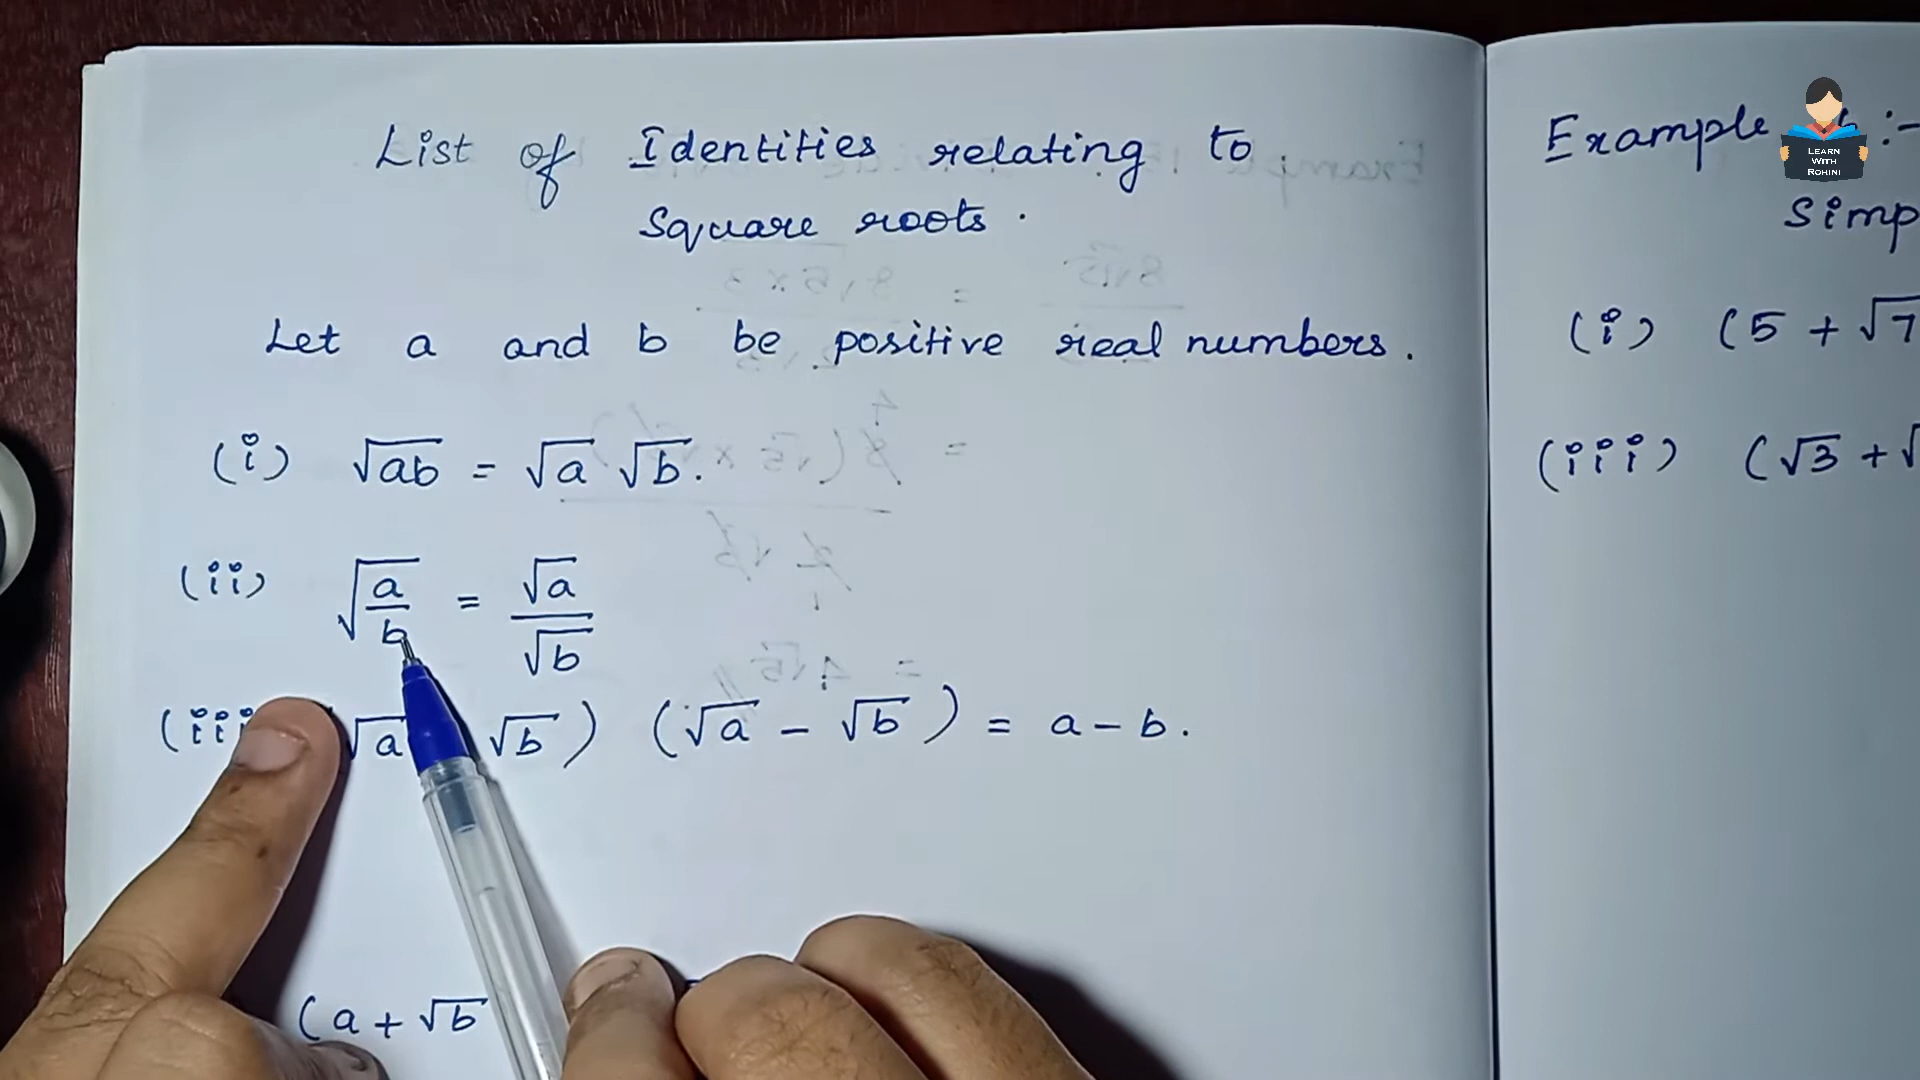 List of Identities relating to
Square roots.
Let a and b be positive real numbers.
(i) √ab = √a √b.
(ii) √(a/b) = √a/√b
(iii √a √b) (√a - √b) = a - b.
(a + √b
Example :-
Simp
(i) (5 + √7
(iii) (√3 + √
LEARN
WITH
ROHINI